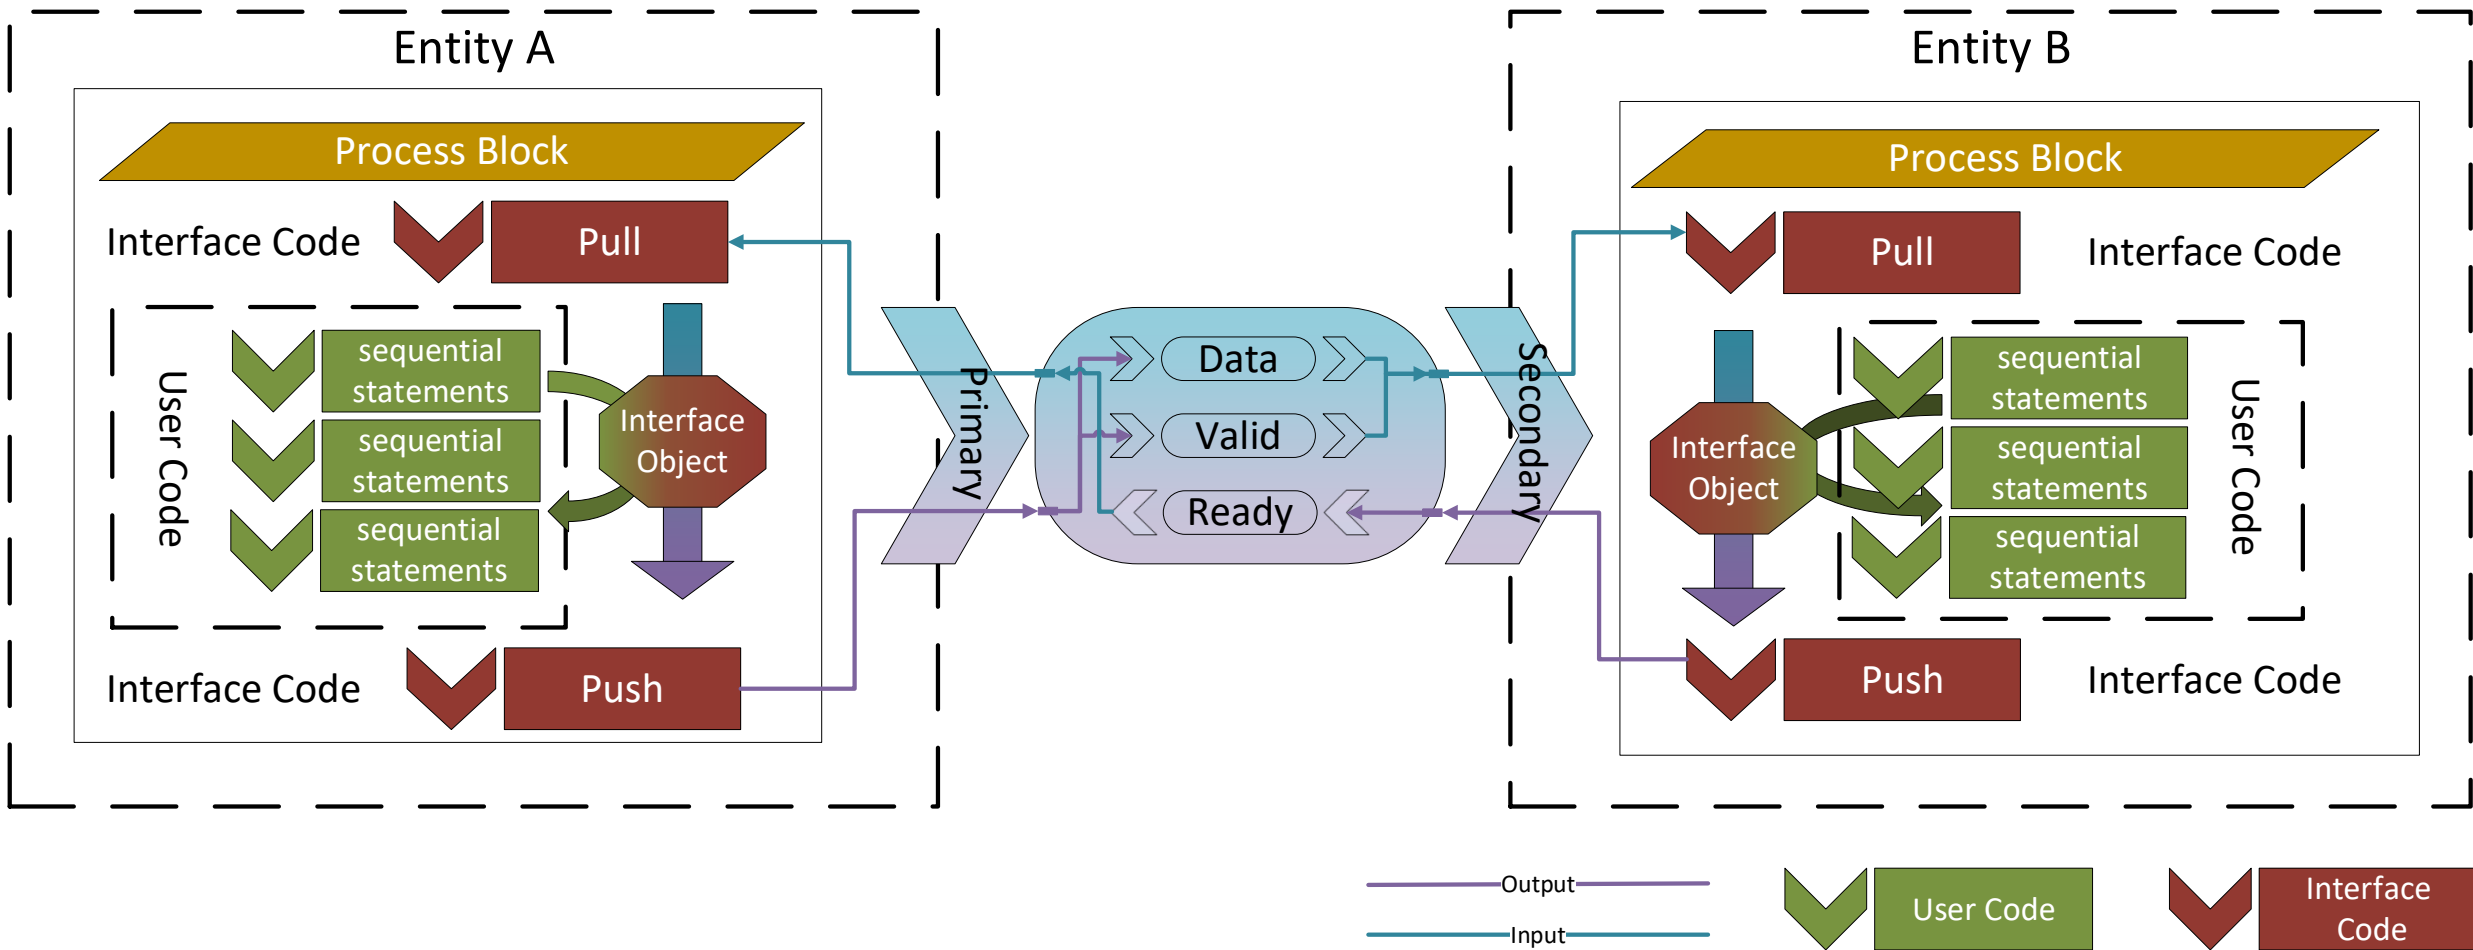 Entity A
Process Block
Interface Code
Pull
User Code
sequential
statements
sequential
statements
sequential
statements
Interface
Object
Interface Code
Push
Primary
Data
Valid
Ready
Secondary
Entity B
Process Block
Pull
Interface Code
Interface
Object
sequential
statements
sequential
statements
sequential
statements
User Code
Push
Interface Code
Output
Input
User Code
Interface
Code